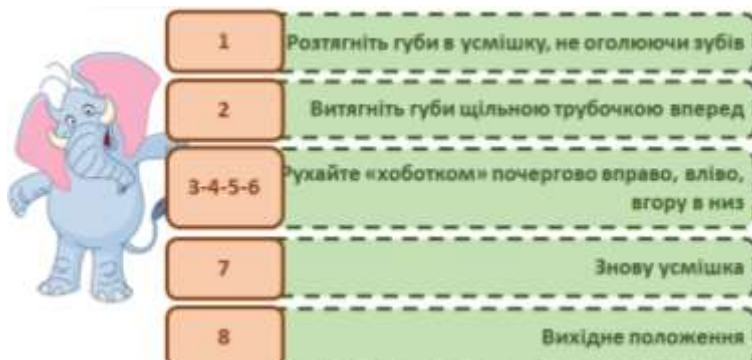 1
Розтягніть губи в усмішку, не оголюючи зубів
2
Витягніть губи щільною трубочкою вперед
3-4-5-6
Рухайте «хоботком» почергово вправо, вліво,
вгору в низ
7
Знову усмішка
8
Вихідне положення